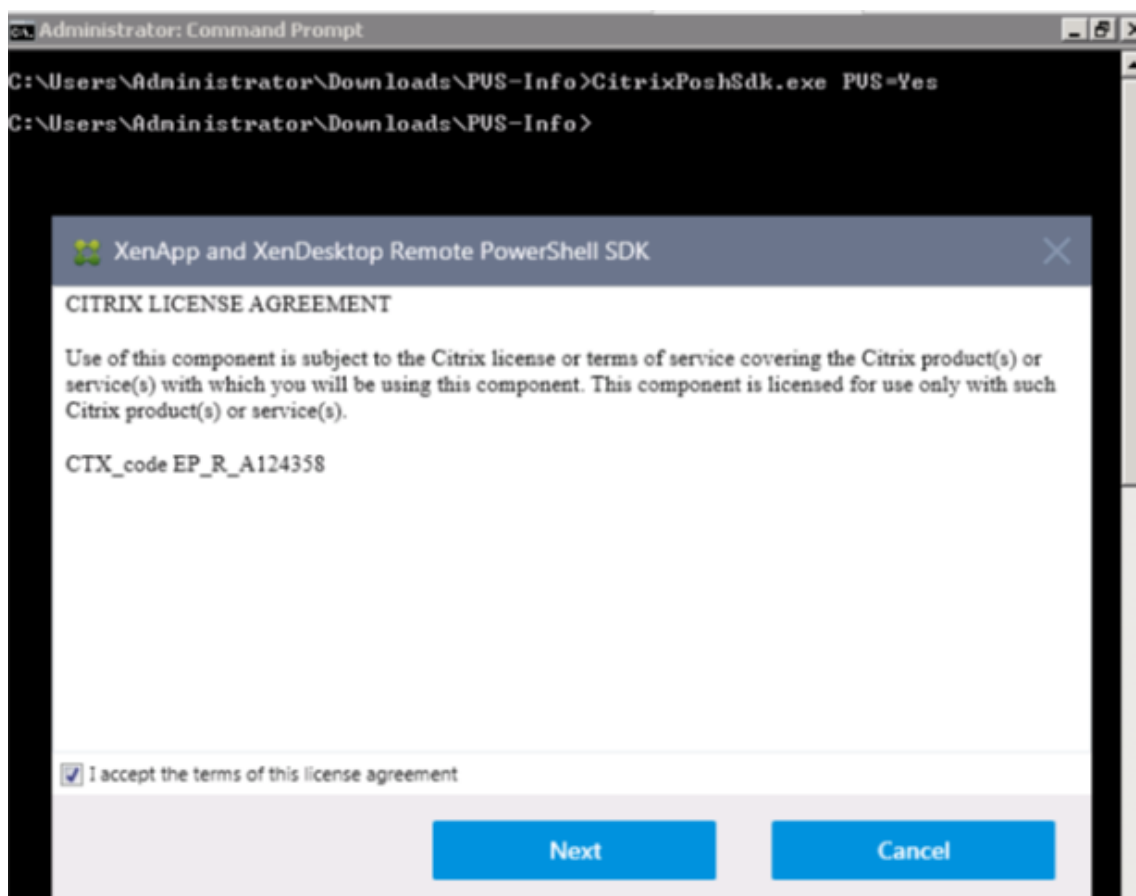 Administrator: Command Prompt
C:\Users\Administrator\Downloads\PVS-Info>CitrixPoshSdk.exe PVS=Yes
C:\Users\Administrator\Downloads\PVS-Info>
XenApp and XenDesktop Remote PowerShell SDK
CITRIX LICENSE AGREEMENT
Use of this component is subject to the Citrix license or terms of service covering the Citrix product(s) or
service(s) with which you will be using this component. This component is licensed for use only with such
Citrix product(s) or service(s).
CTX_code EP_R_A124358
I accept the terms of this license agreement
Next
Cancel